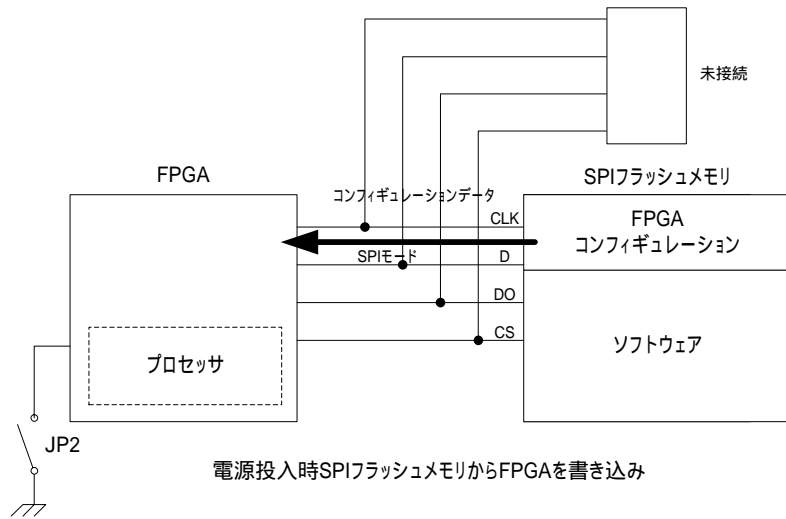 未接続
FPGA
SPIフラッシュメモリ
コンフィギュレーションデータ
CLK
FPGA
コンフィギュレーション
SPIモード
D
DO
CS
プロセッサ
ソフトウェア
JP2
電源投入時SPIフラッシュメモリからFPGAを書き込み